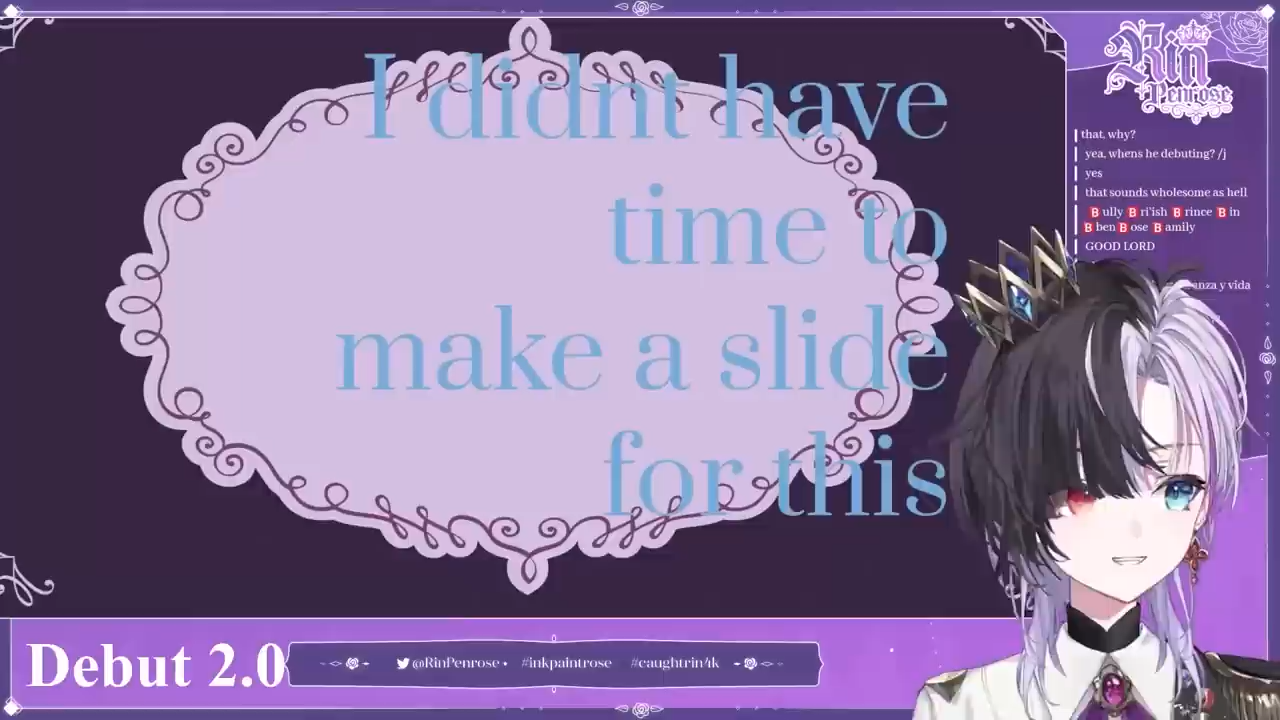 I didnt have
time to
make a slide
for this
Rin
Penrose
that, why?
yea, whens he debuting? /j
yes
that sounds wholesome as hell
B ully B ri'ish B rince B in
B ben B ose B amily
GOOD LORD
anza y vida
Debut 2.0
@RinPenrose • #inkpaintrose #caughtrin4k